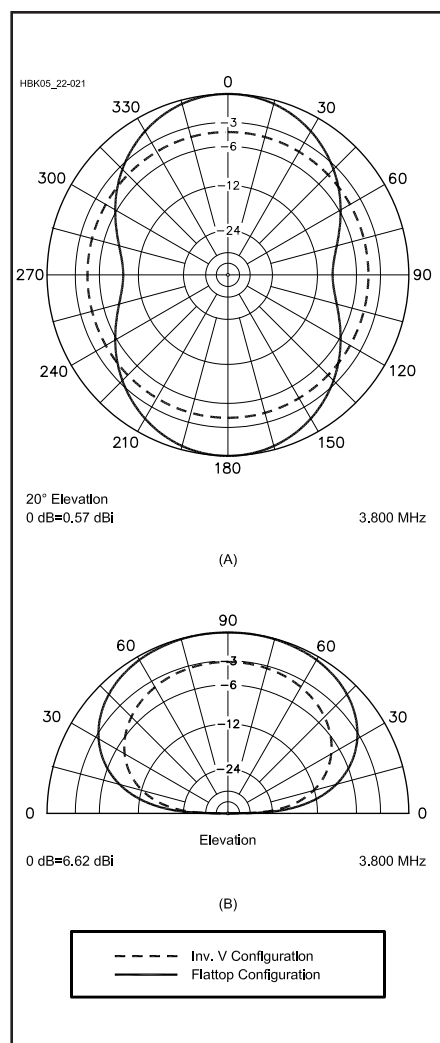 HBK05_22-021
0
330 30
-3
-6
300 60
-12
-24
270 90
240 120
210 150
180
20° Elevation
0 dB=0.57 dBi 3.800 MHz
(A)
90
60 60
-3
-6
30 30
-12
-24
0 0
Elevation
0 dB=6.62 dBi 3.800 MHz
(B)
Inv. V Configuration
Flattop Configuration